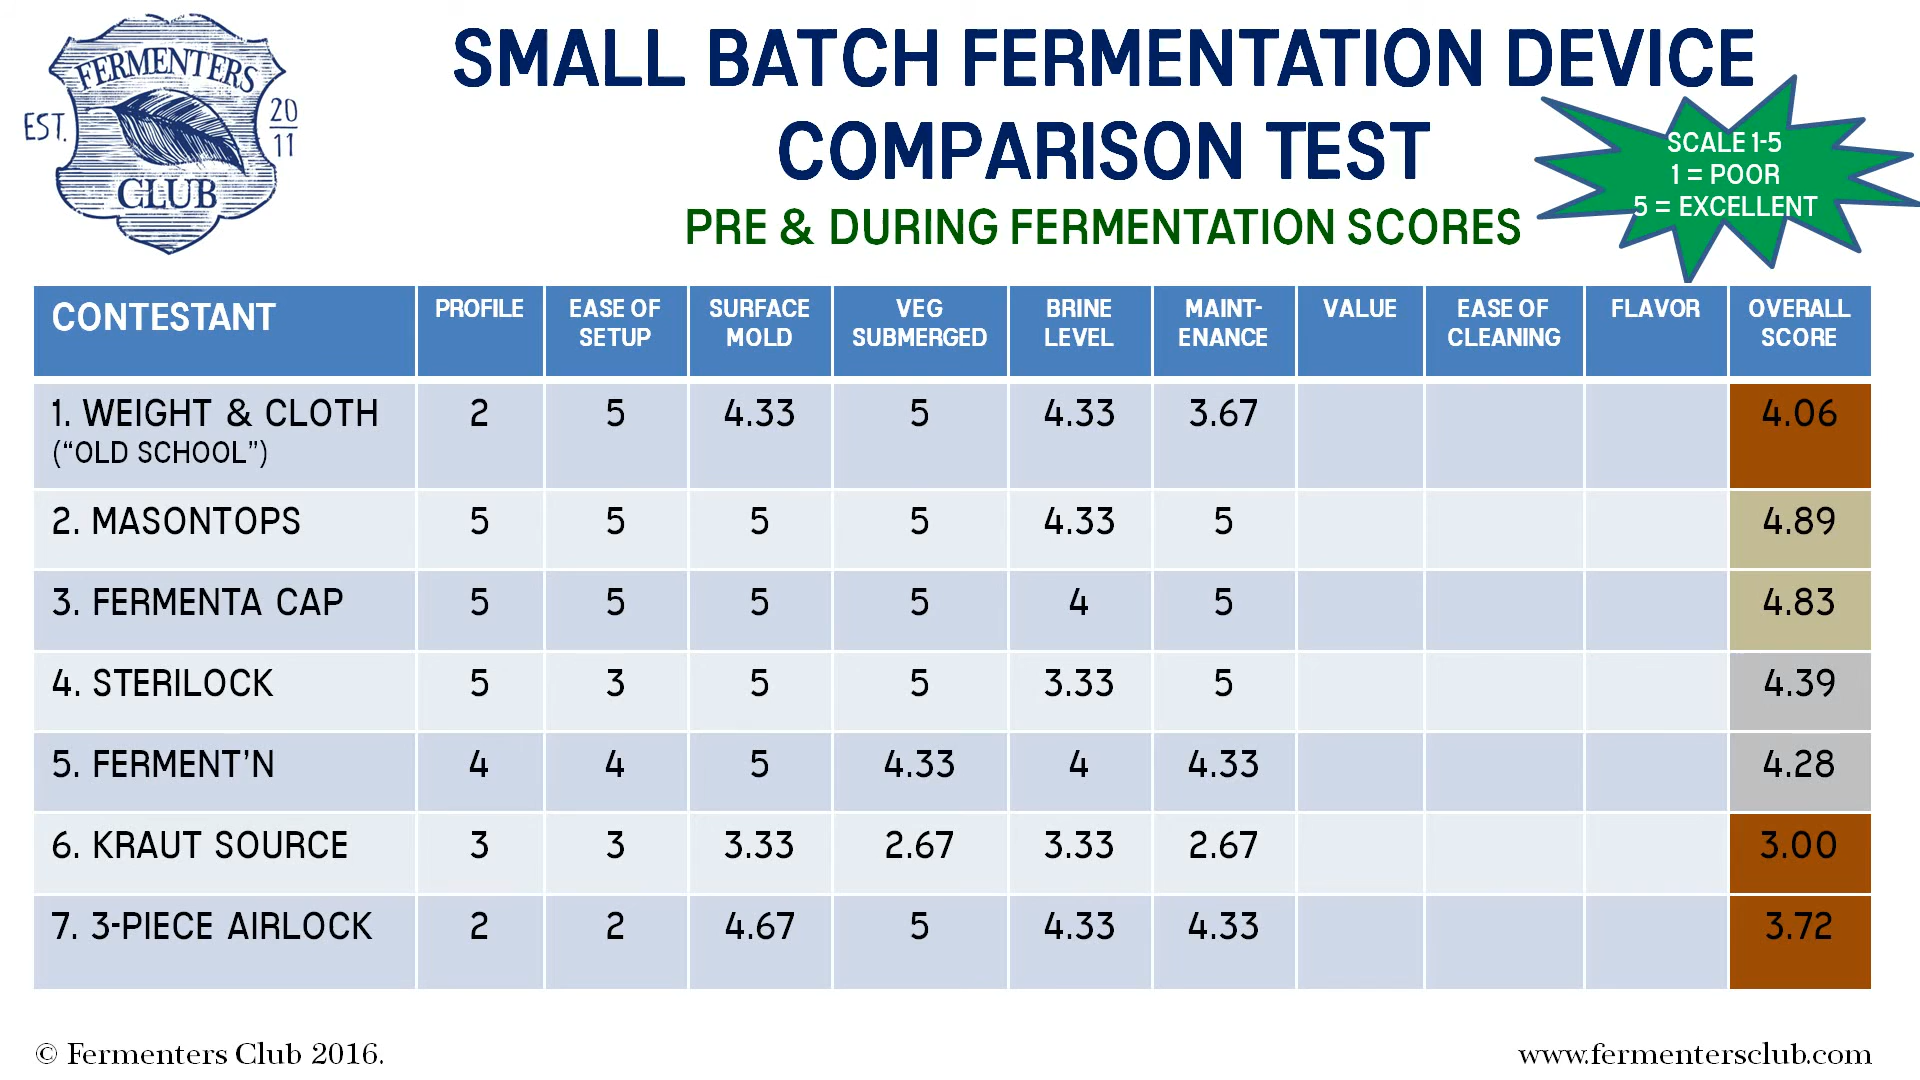 FERMENTERS
EST.
20
11
CLUB
SMALL BATCH FERMENTATION DEVICE
COMPARISON TEST
PRE & DURING FERMENTATION SCORES
SCALE 1-5
1 = POOR
5 = EXCELLENT
CONTESTANT PROFILE EASE OF SETUP SURFACE MOLD VEG SUBMERGED BRINE LEVEL MAINT-ENANCE VALUE EASE OF CLEANING FLAVOR OVERALL SCORE
1. WEIGHT & CLOTH 2 5 4.33 5 4.33 3.67 4.06
(“OLD SCHOOL”)
2. MASONTOPS 5 5 5 5 4.33 5 4.89
3. FERMENTA CAP 5 5 5 5 4 5 4.83
4. STERILOCK 5 3 5 5 3.33 5 4.39
5. FERMENT’N 4 4 5 4.33 4 4.33 4.28
6. KRAUT SOURCE 3 3 3.33 2.67 3.33 2.67 3.00
7. 3-PIECE AIRLOCK 2 2 4.67 5 4.33 4.33 3.72
© Fermenters Club 2016.
www.fermentersclub.com